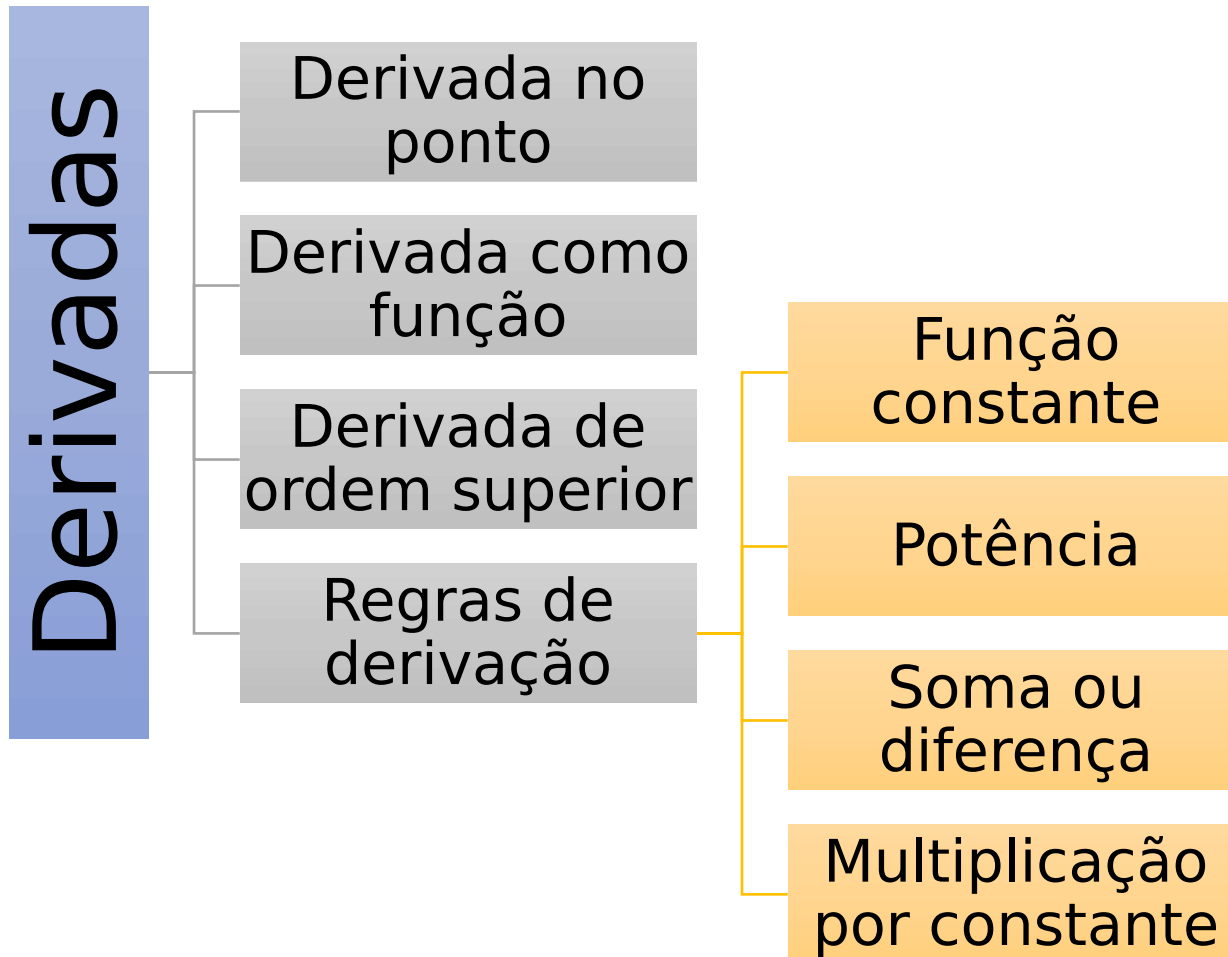 Derivadas
Derivada no
ponto
Derivada como
função
Derivada de
ordem superior
Regras de
derivação
Função
constante
Potência
Soma ou
diferença
Multiplicação
por constante